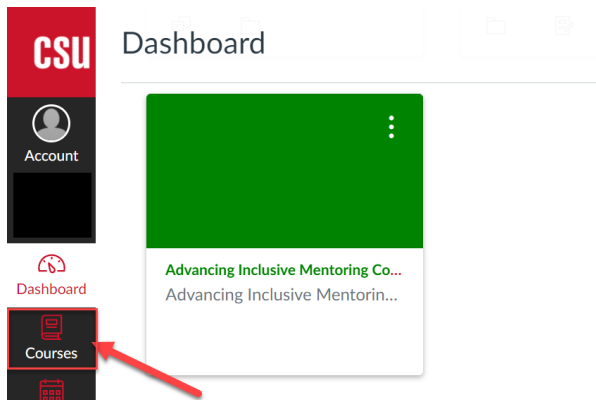 CSU
Dashboard
Account
Dashboard
Courses
Advancing Inclusive Mentoring Co...
Advancing Inclusive Mentorin...